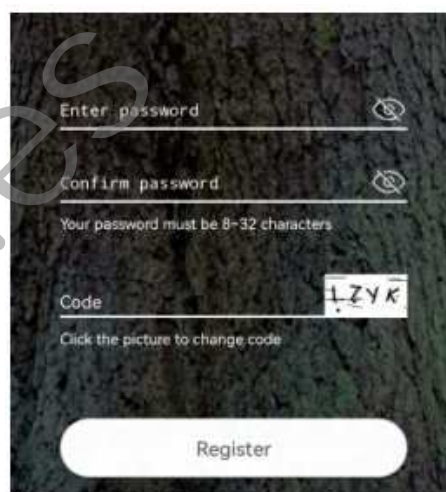 Enter password
Confirm password
Your password must be 8-32 characters
Code
Click the picture to change code
Register